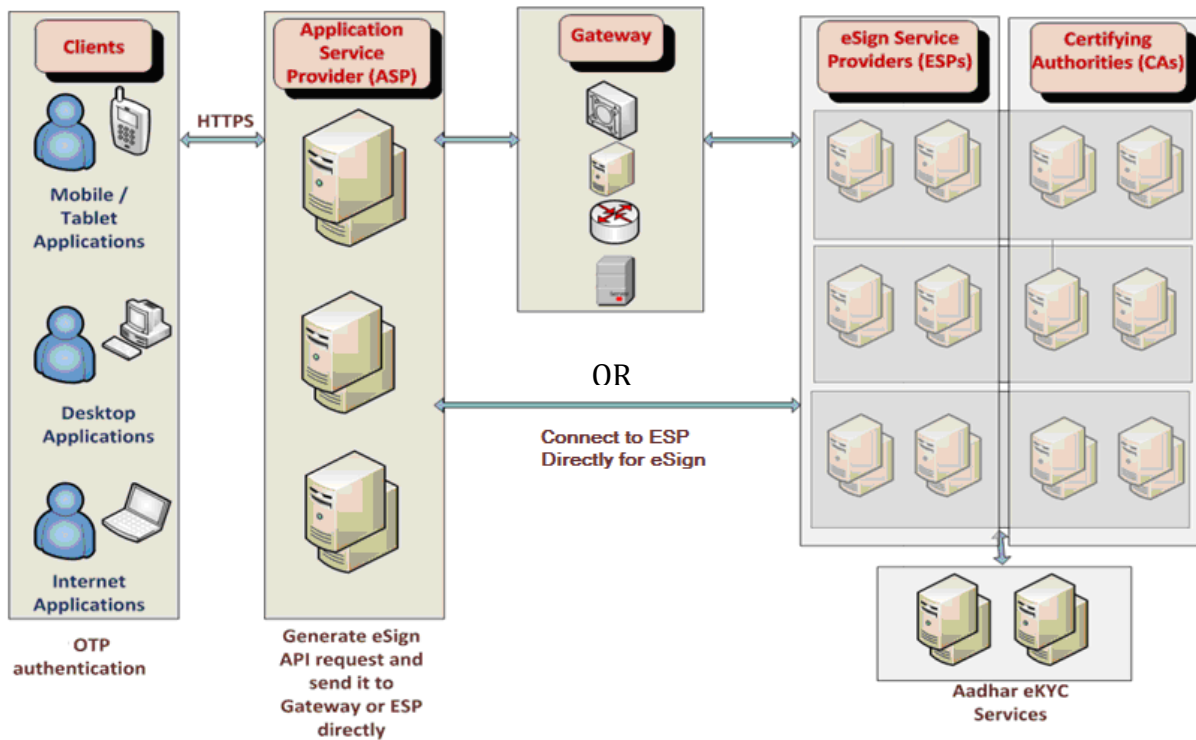 Clients
Application
Service
Provider (ASP)
Gateway
eSign Service
Providers (ESPs)
Certifying
Authorities (CAs)
HTTPS
Mobile /
Tablet
Applications
Desktop
Applications
Internet
Applications
OTP
authentication
Generate eSign
API request and
send it to
Gateway or ESP
directly
OR
Connect to ESP
Directly for eSign
Aadhar eKYC
Services